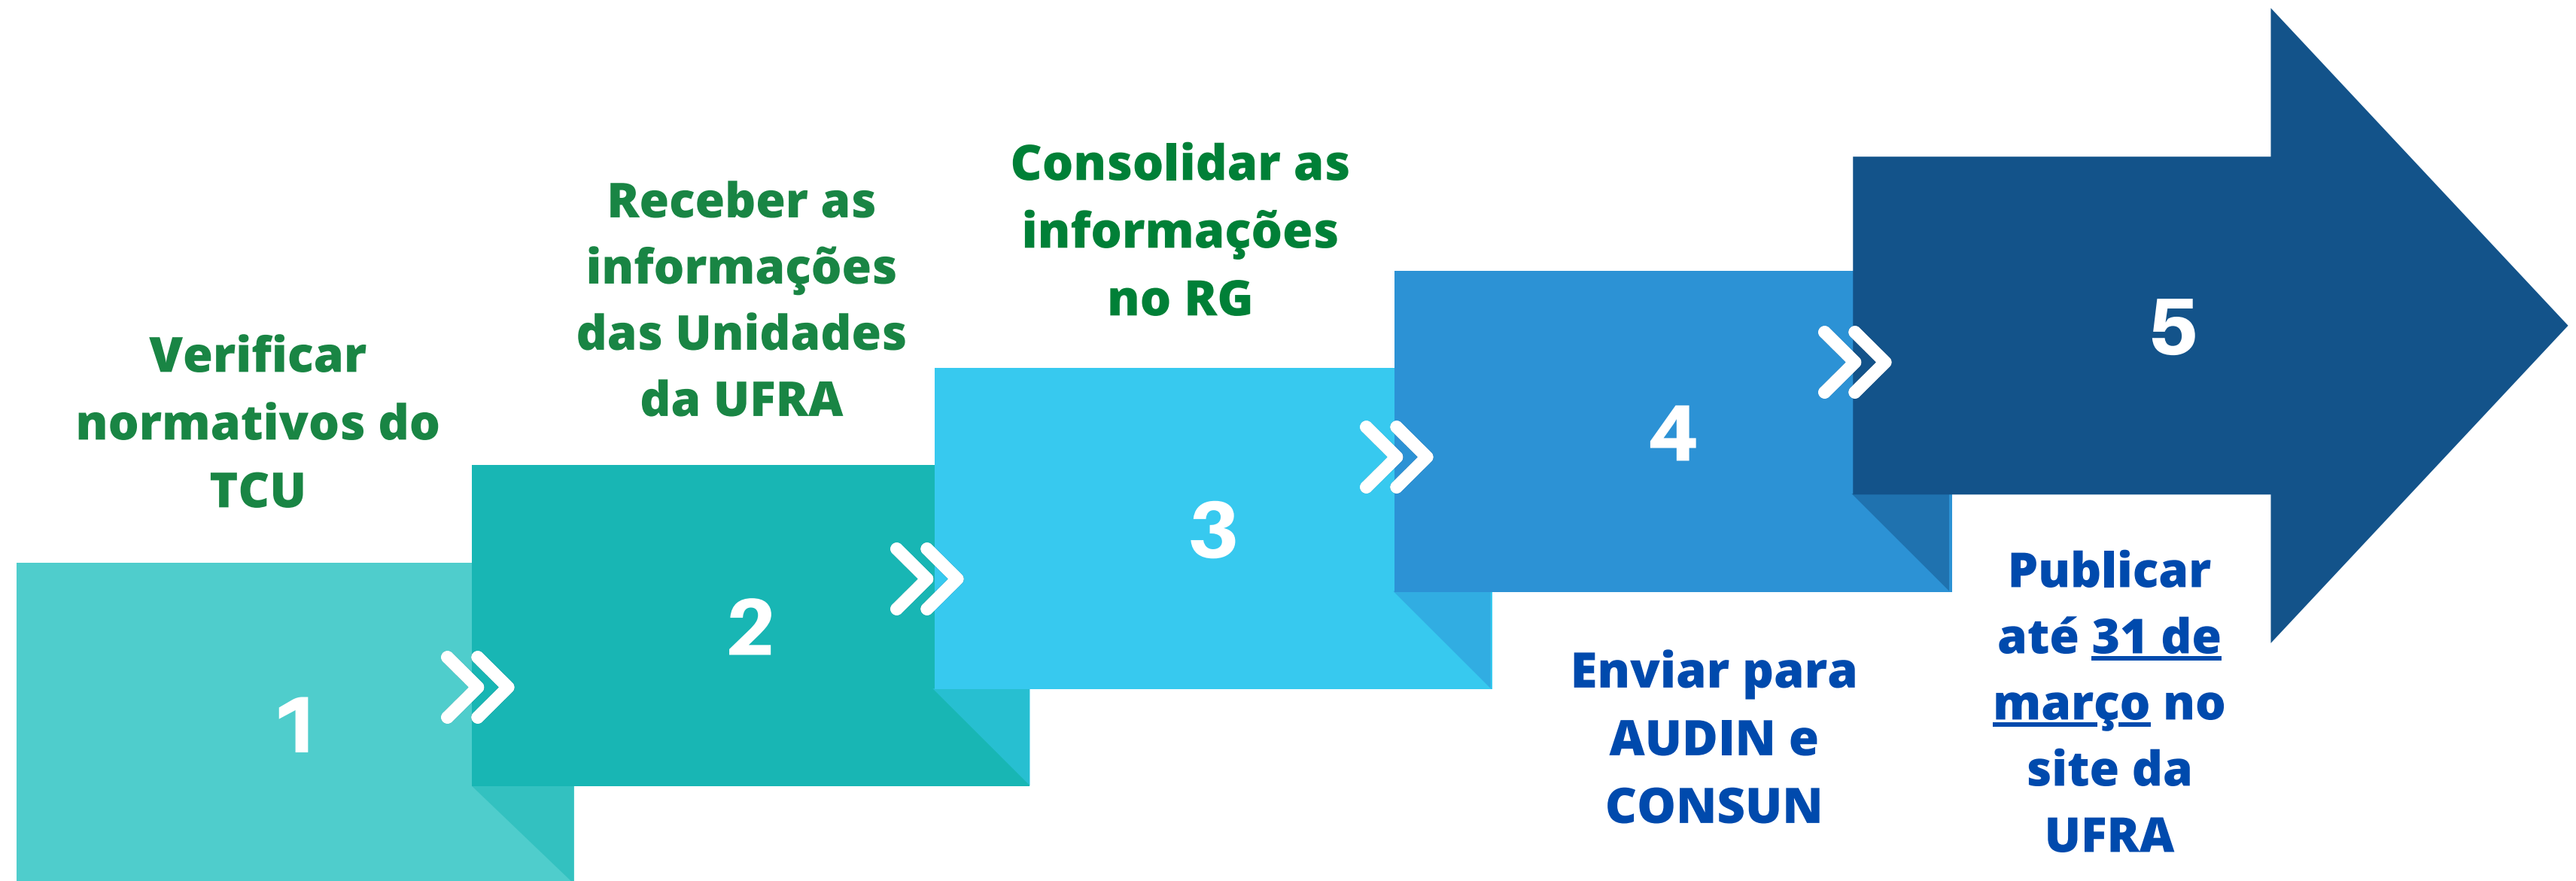 Verificar
normativos do
TCU
1
Receber as
informações
das Unidades
da UFRA
2
Consolidar as
informações
no RG
3
4
Enviar para
AUDIN e
CONSUN
5
Publicar
até 31 de
março no
site da
UFRA